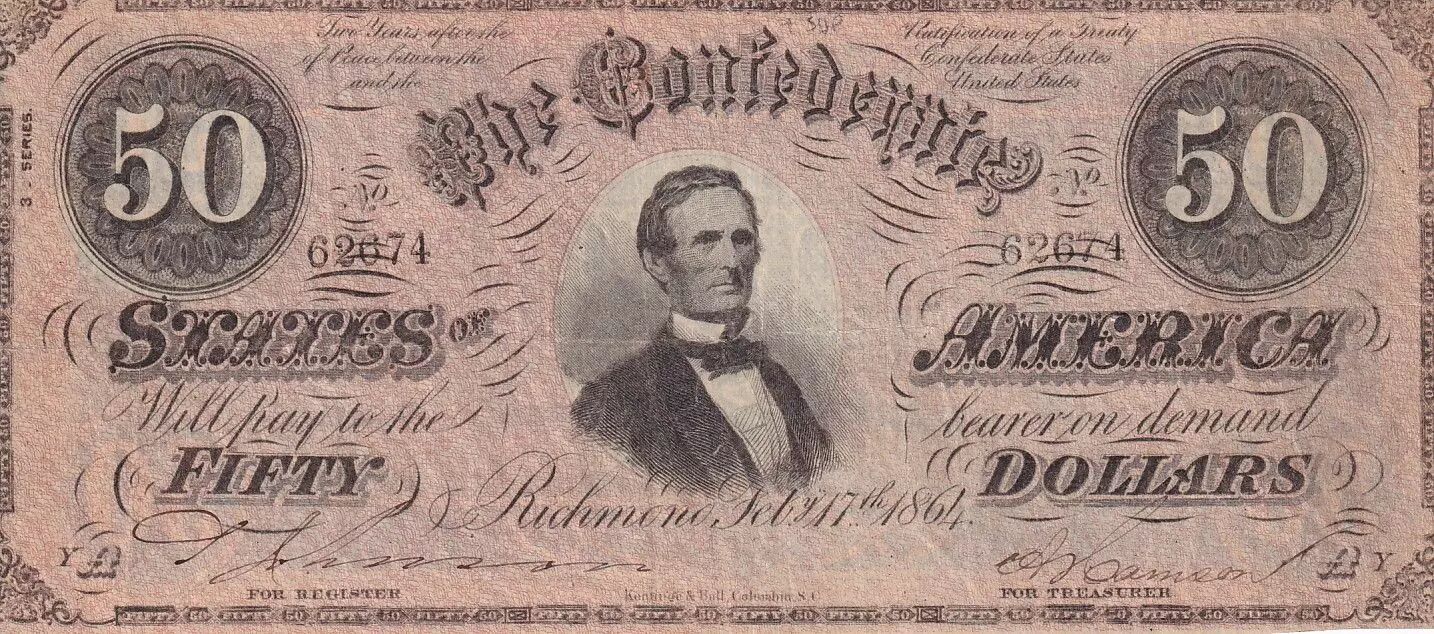 Two Years after the Ratification of a Treaty
of Peace between the Confederate States
and the United States
The Confederate
3 - SERIES.
50
50
No
62674
No
62674
STATES OF AMERICA
Will pay to the bearer on demand
FIFTY DOLLARS
Richmond, Feby. 17th 1864.
Y
Y
FOR REGISTER
Keatinge & Ball, Columbia, S.C.
FOR TREASURER